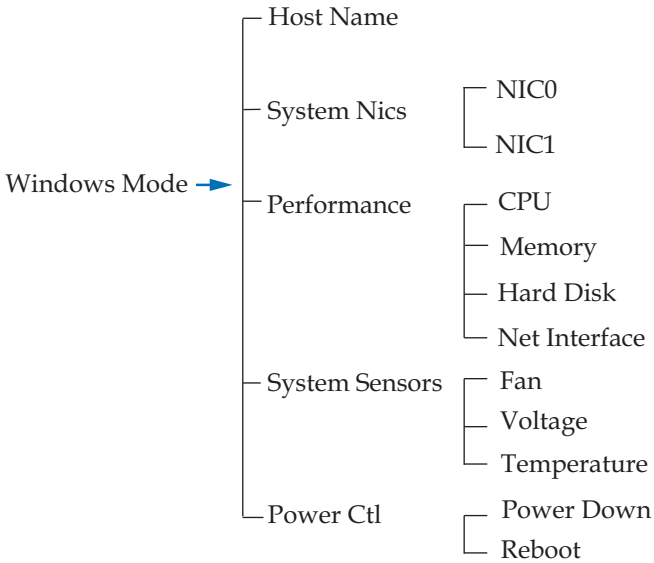 Host Name
System Nics
NIC0
NIC1
Windows Mode
Performance
CPU
Memory
Hard Disk
Net Interface
System Sensors
Fan
Voltage
Temperature
Power Ctl
Power Down
Reboot